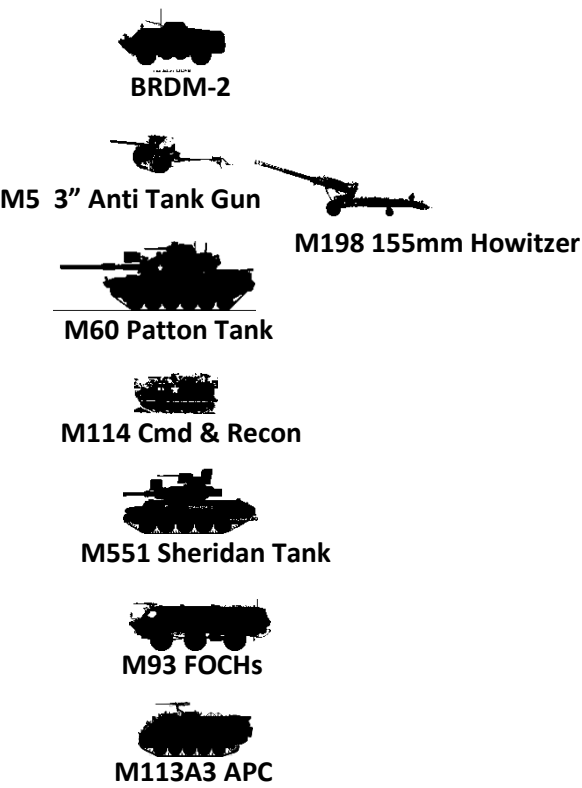 BRDM-2
M5 3” Anti Tank Gun
M198 155mm Howitzer
M60 Patton Tank
M114 Cmd & Recon
M551 Sheridan Tank
M93 FOCHs
M113A3 APC